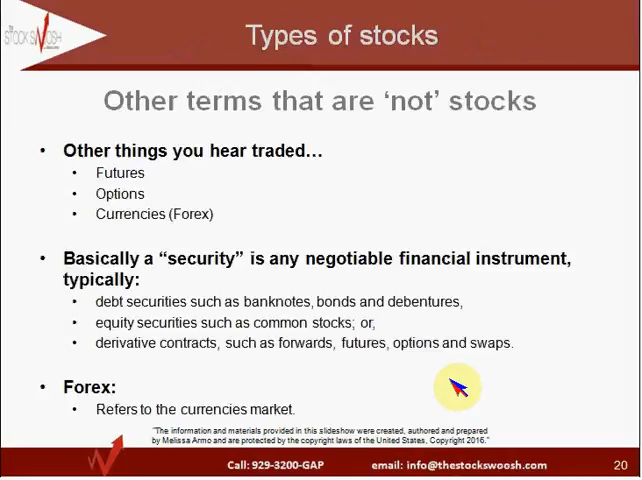 THE
STOCK SWOOSH
Types of stocks
Other terms that are ‘not’ stocks
• Other things you hear traded…
• Futures
• Options
• Currencies (Forex)
• Basically a “security” is any negotiable financial instrument,
typically:
• debt securities such as banknotes, bonds and debentures,
• equity securities such as common stocks; or,
• derivative contracts, such as forwards, futures, options and swaps.
• Forex:
• Refers to the currencies market.
"The information and materials provided in this slideshow were created, authored and prepared
by Melissa Armo and are protected by the copyright laws of the United States, Copyright 2016."
Call: 929-3200-GAP email: info@thestockswoosh.com 20